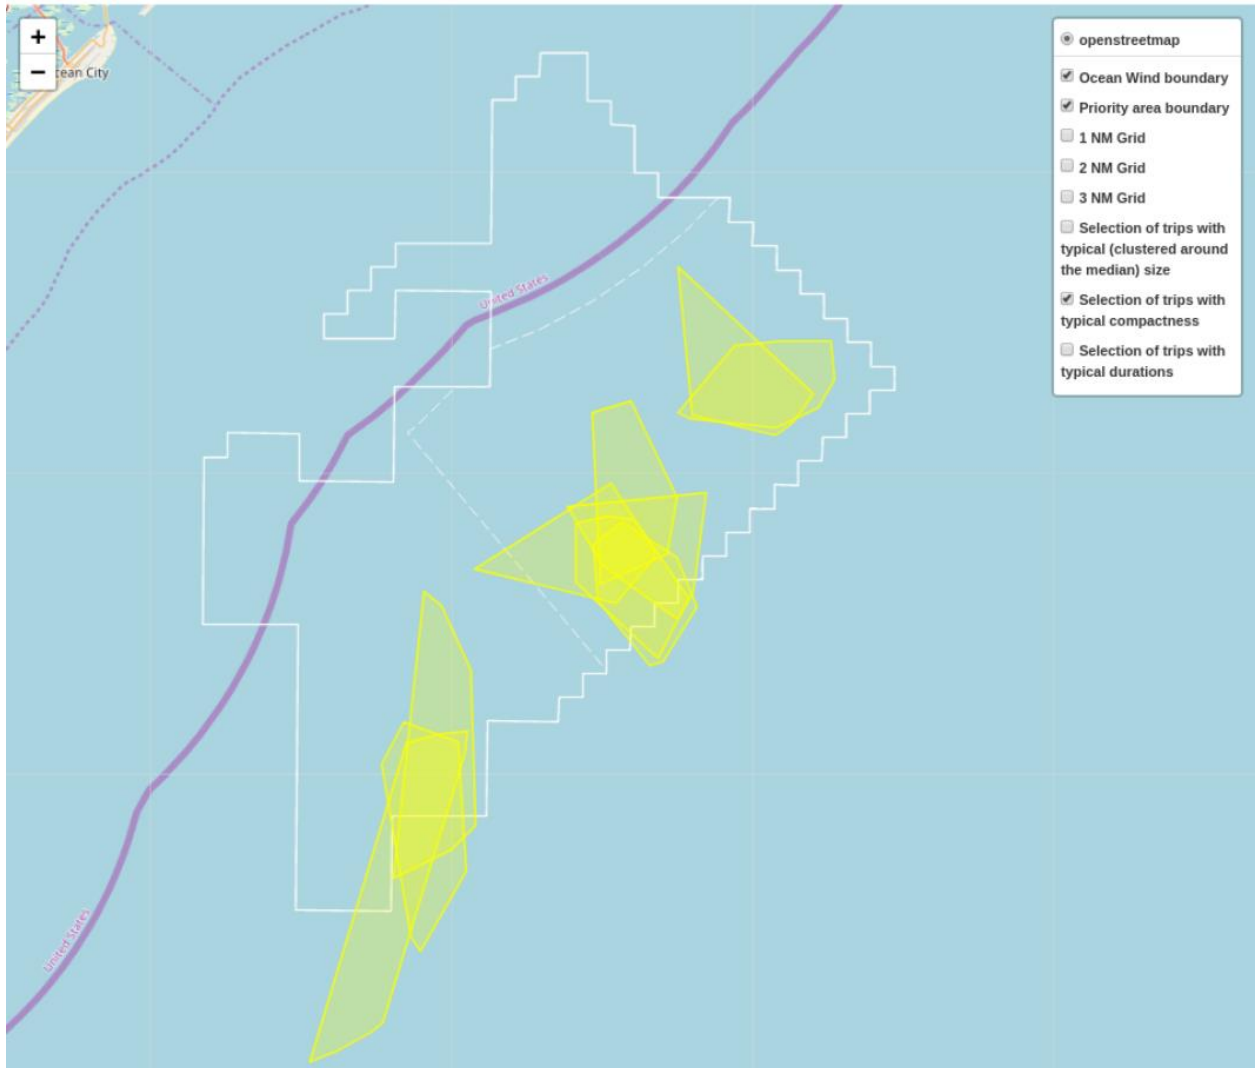 +
−
cean City
United States
United States
openstreetmap
Ocean Wind boundary
Priority area boundary
1 NM Grid
2 NM Grid
3 NM Grid
Selection of trips with
typical (clustered around
the median) size
Selection of trips with
typical compactness
Selection of trips with
typical durations